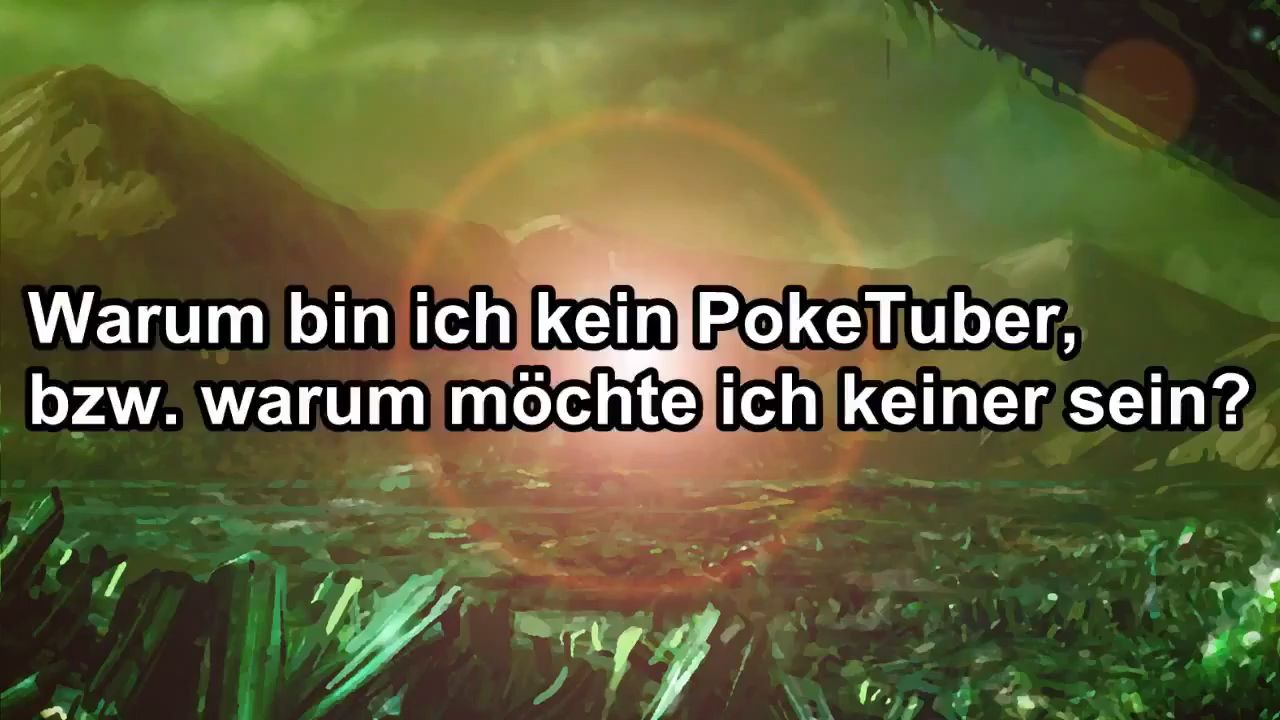 Warum bin ich kein PokeTuber,
bzw. warum möchte ich keiner sein?